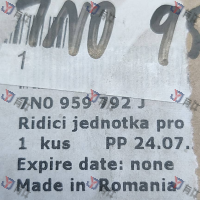 7N0 95
1
7N0 959 792 J
Ridici jednotka pro
1 kus PP 24.07..
Expire date: none
Made in Romania